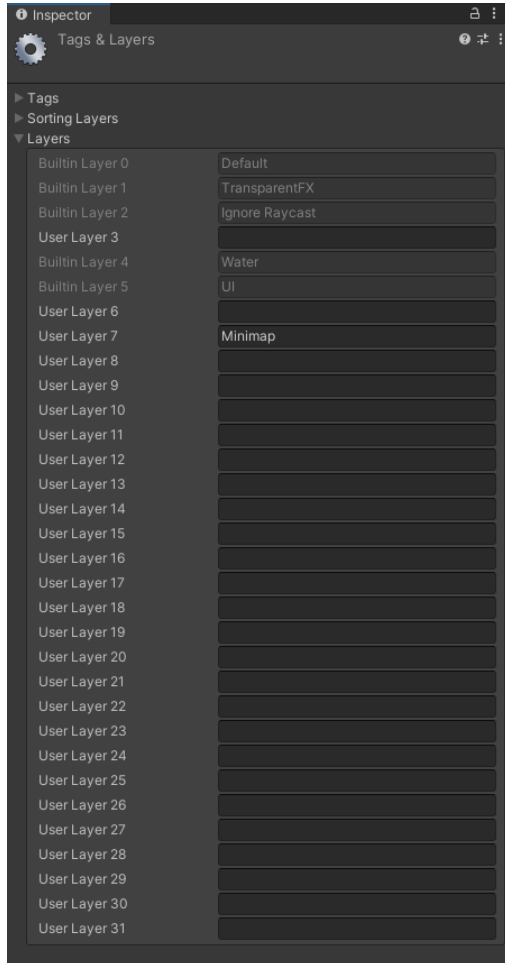 Inspector
Tags & Layers
Tags
Sorting Layers
Layers
Builtin Layer 0 Default
Builtin Layer 1 TransparentFX
Builtin Layer 2 Ignore Raycast
User Layer 3
Builtin Layer 4 Water
Builtin Layer 5 UI
User Layer 6
User Layer 7 Minimap
User Layer 8
User Layer 9
User Layer 10
User Layer 11
User Layer 12
User Layer 13
User Layer 14
User Layer 15
User Layer 16
User Layer 17
User Layer 18
User Layer 19
User Layer 20
User Layer 21
User Layer 22
User Layer 23
User Layer 24
User Layer 25
User Layer 26
User Layer 27
User Layer 28
User Layer 29
User Layer 30
User Layer 31